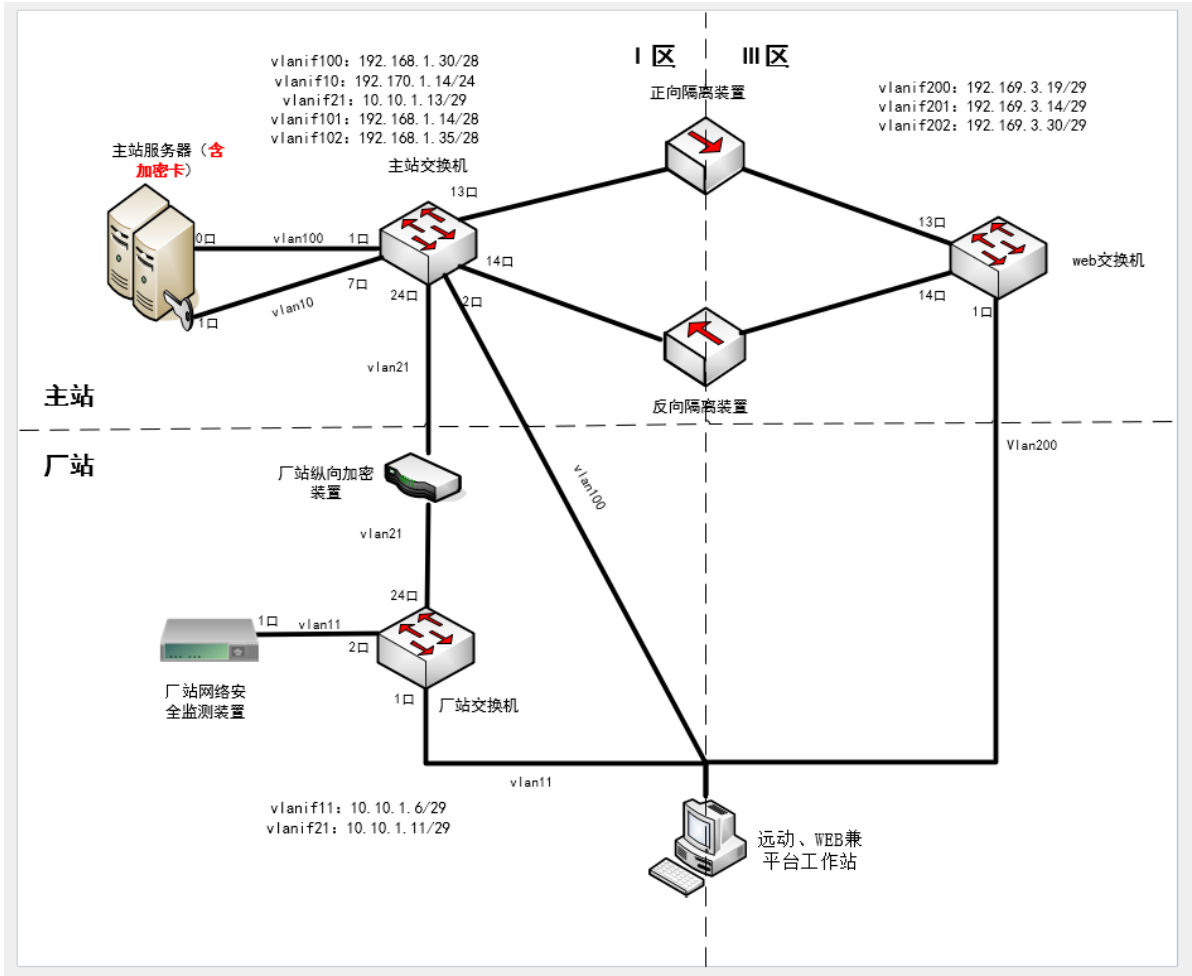 I区
III区
vlanif100: 192.168.1.30/28
vlanif10: 192.170.1.14/24
vlanif21: 10.10.1.13/29
vlanif101: 192.168.1.14/28
vlanif102: 192.168.1.35/28
正向隔离装置
vlanif200: 192.169.3.19/29
vlanif201: 192.169.3.14/29
vlanif202: 192.169.3.30/29
主站服务器（含
加密卡）
主站交换机
13口
13口
0口
vlan100
1口
7口
vlan10
1口
24口
2口
14口
web交换机
14口
1口
vlan21
反向隔离装置
主站
厂站
Vlan200
厂站纵向加密
装置
vlan100
vlan21
24口
1口
vlan11
2口
厂站网络安
全监测装置
1口
厂站交换机
vlan11
vlanif11: 10.10.1.6/29
vlanif21: 10.10.1.11/29
远动、WEB兼
平台工作站